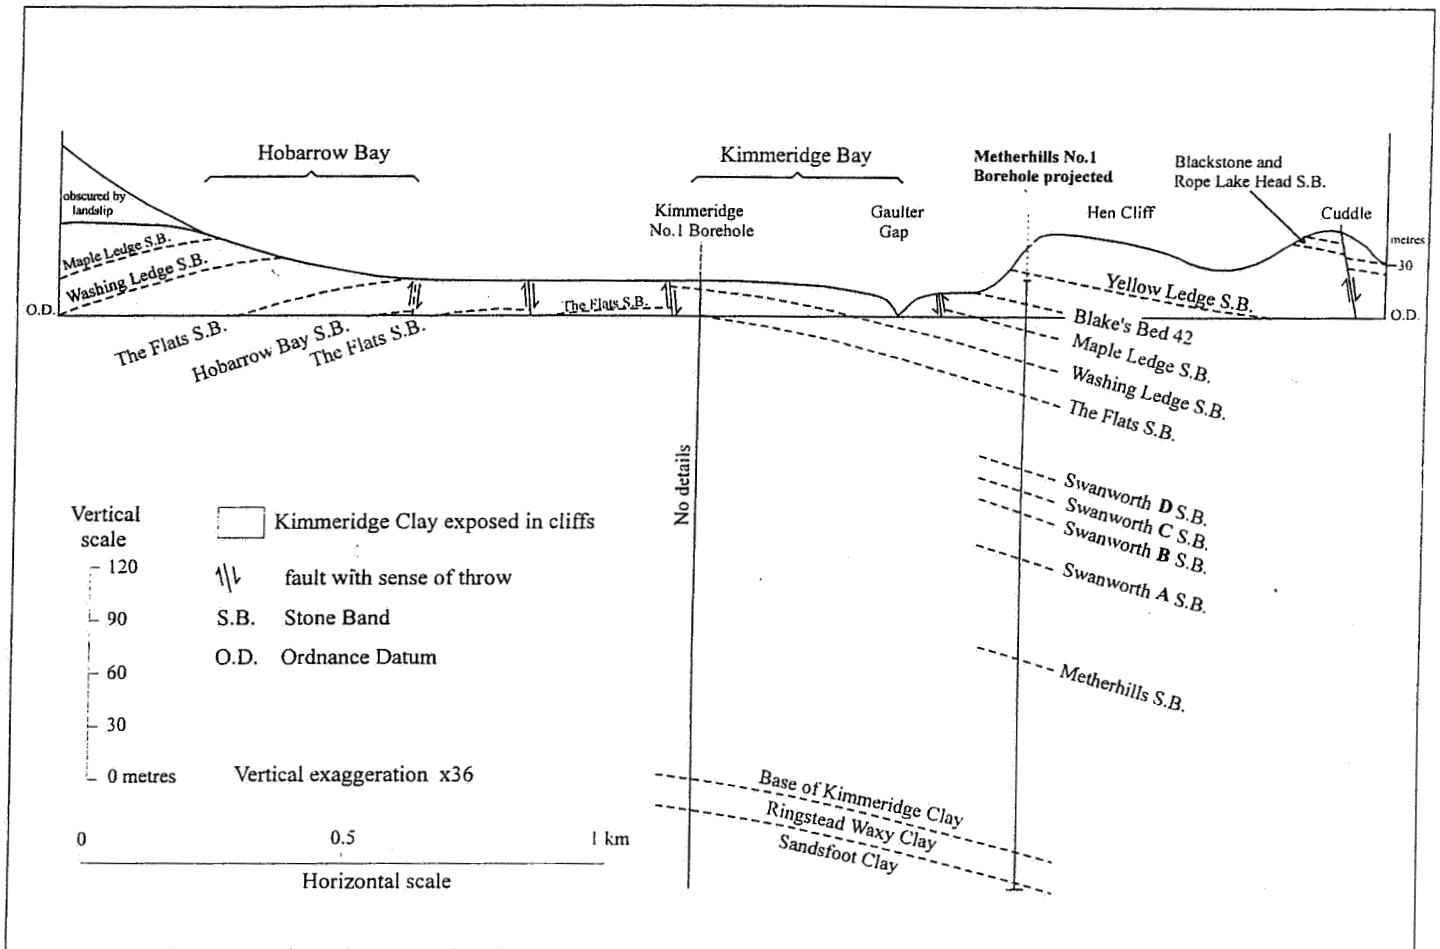 Hobarrow Bay
Kimmeridge Bay
Metherhills No.1
Borehole projected
Blackstone and
Rope Lake Head S.B.
obscured by
landslip
Kimmeridge
No.1 Borehole
Gaulter
Gap
Hen Cliff
Cuddle
metres
30
Maple Ledge S.B.
Washing Ledge S.B.
Yellow Ledge S.B.
O.D.
The Flats S.B.
O.D.
The Flats S.B.
Hobarrow Bay S.B.
The Flats S.B.
Blake's Bed 42
Maple Ledge S.B.
Washing Ledge S.B.
The Flats S.B.
No details
Swanworth D S.B.
Swanworth C S.B.
Swanworth B S.B.
Swanworth A S.B.
Metherhills S.B.
Vertical
scale
120
90
60
30
0 metres
Kimmeridge Clay exposed in cliffs
fault with sense of throw
S.B. Stone Band
O.D. Ordnance Datum
Vertical exaggeration x36
Base of Kimmeridge Clay
Ringstead Waxy Clay
Sandsfoot Clay
0 0.5 1 km
Horizontal scale